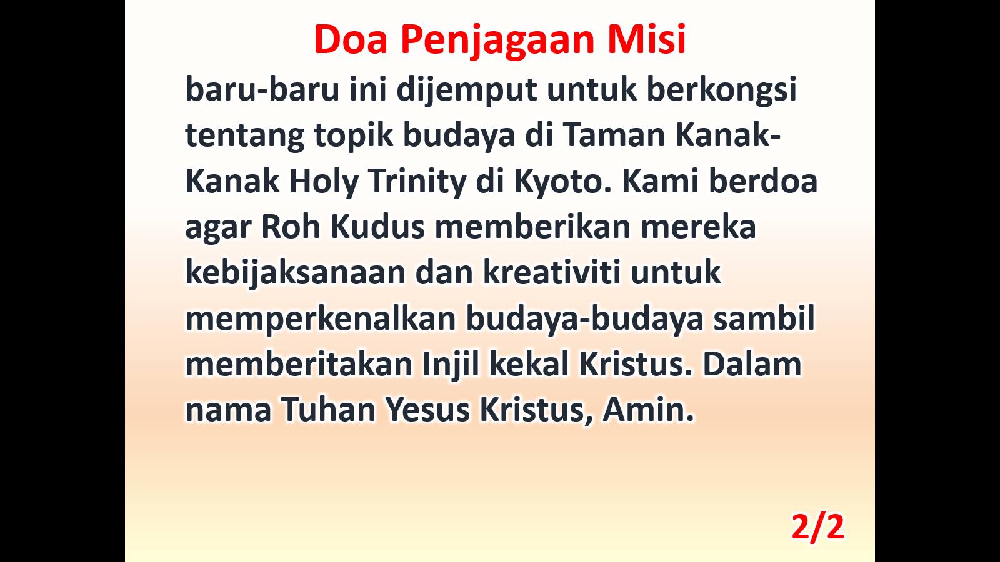 Doa Penjagaan Misi
baru-baru ini dijemput untuk berkongsi
tentang topik budaya di Taman Kanak-
Kanak Holy Trinity di Kyoto. Kami berdoa
agar Roh Kudus memberikan mereka
kebijaksanaan dan kreativiti untuk
memperkenalkan budaya-budaya sambil
memberitakan Injil kekal Kristus. Dalam
nama Tuhan Yesus Kristus, Amin.
2/2